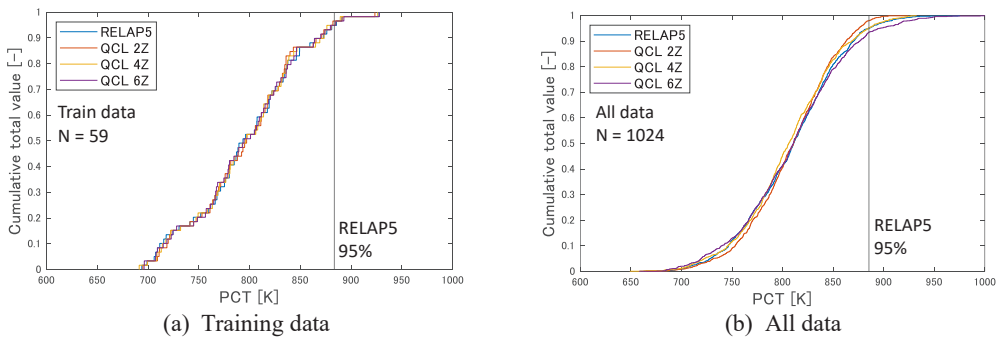 RELAP5
QCL 2Z
QCL 4Z
QCL 6Z
Train data
N = 59
RELAP5
95%
Cumulative total value [-]
1
0.9
0.8
0.7
0.6
0.5
0.4
0.3
0.2
0.1
0
600 650 700 750 800 850 900 950 1000
PCT [K]
(a) Training data
RELAP5
QCL 2Z
QCL 4Z
QCL 6Z
All data
N = 1024
RELAP5
95%
Cumulative total value [-]
1
0.9
0.8
0.7
0.6
0.5
0.4
0.3
0.2
0.1
0
600 650 700 750 800 850 900 950 1000
PCT [K]
(b) All data